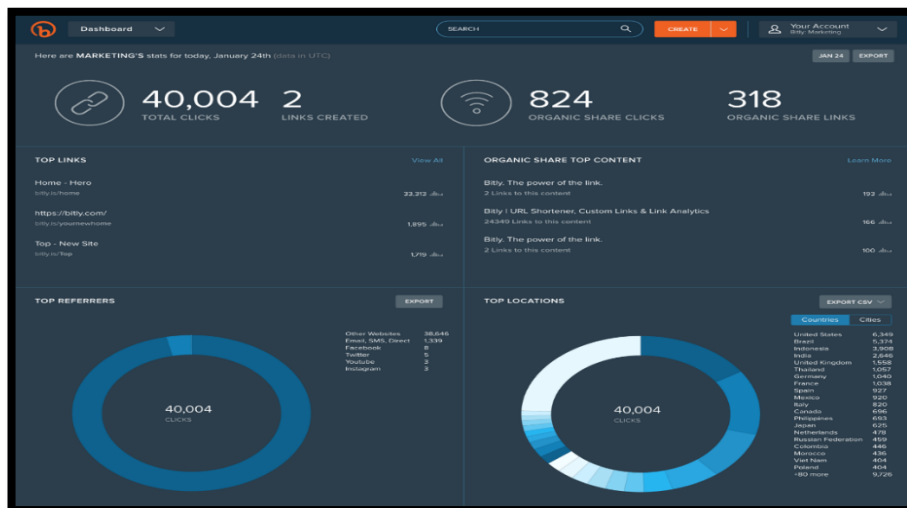 Dashboard
SEARCH
CREATE
Your Account
Bitly Marketing
Here are MARKETING'S stats for today, January 24th (data in UTC)
JAN 24
EXPORT
40,004
TOTAL CLICKS
2
LINKS CREATED
824
ORGANIC SHARE CLICKS
318
ORGANIC SHARE LINKS
TOP LINKS
View All
Home - Hero
bitly.is/home
22,212
https://bitly.com/
bitly.is/yournewhome
1,895
Top - New Site
bitly.is/Top
1,719
ORGANIC SHARE TOP CONTENT
Learn More
Bitly. The power of the link.
2 Links to this content
193
Bitly | URL Shortener, Custom Links & Link Analytics
24349 Links to this content
166
Bitly. The power of the link.
2 Links to this content
100
TOP REFERRERS
EXPORT
40,004
CLICKS
Other Websites 38,646
Email, SMS, Direct 1,339
Facebook 8
Twitter 5
Youtube 3
Instagram 3
TOP LOCATIONS
EXPORT CSV
Countries
Cities
40,004
CLICKS
United States 6,349
Brazil 5,374
Indonesia 3,908
India 2,646
United Kingdom 1,558
Thailand 1,057
Germany 1,040
France 1,038
Spain 927
Mexico 920
Italy 820
Canada 696
Philippines 693
Japan 625
Netherlands 478
Russian Federation 459
Colombia 446
Morocco 436
Viet Nam 404
Poland 404
+80 more 9,726